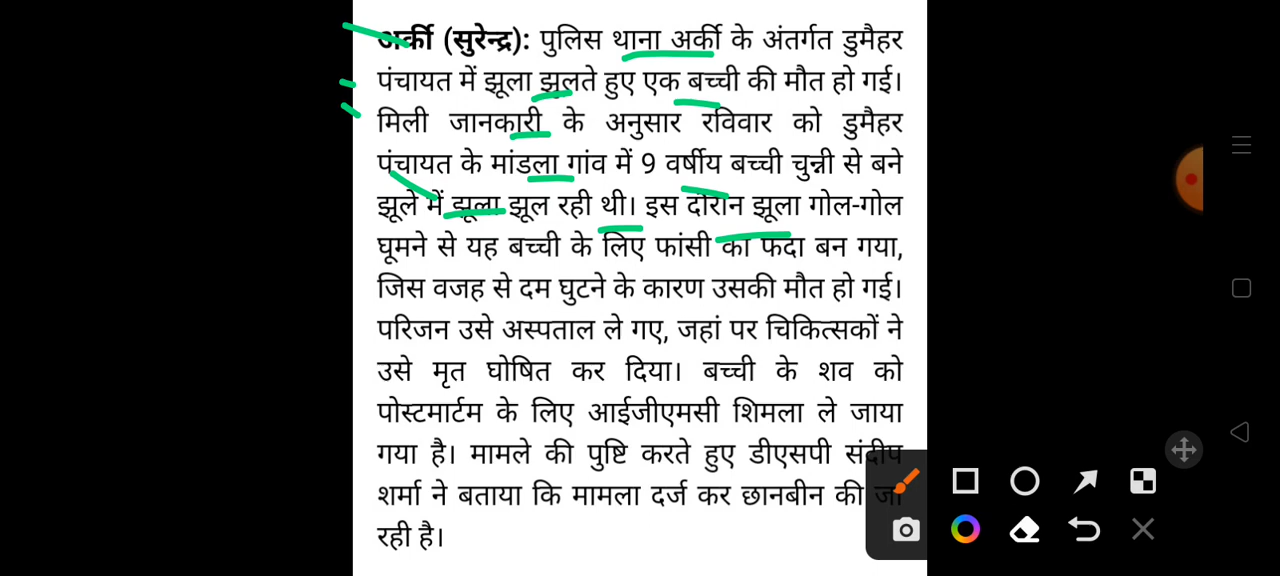 अर्की (सुरेन्द्र): पुलिस थाना अर्की के अंतर्गत डुमैहर
पंचायत में झूला झूलते हुए एक बच्ची की मौत हो गई।
मिली जानकारी के अनुसार रविवार को डुमैहर
पंचायत के मांडला गांव में 9 वर्षीय बच्ची चुन्नी से बने
झूले में झूला झूल रही थी। इस दौरान झूला गोल-गोल
घूमने से यह बच्ची के लिए फांसी का फंदा बन गया,
जिस वजह से दम घुटने के कारण उसकी मौत हो गई।
परिजन उसे अस्पताल ले गए, जहां पर चिकित्सकों ने
उसे मृत घोषित कर दिया। बच्ची के शव को
पोस्टमार्टम के लिए आईजीएमसी शिमला ले जाया
गया है। मामले की पुष्टि करते हुए डीएसपी संदीप
शर्मा ने बताया कि मामला दर्ज कर छानबीन की जा
रही है।